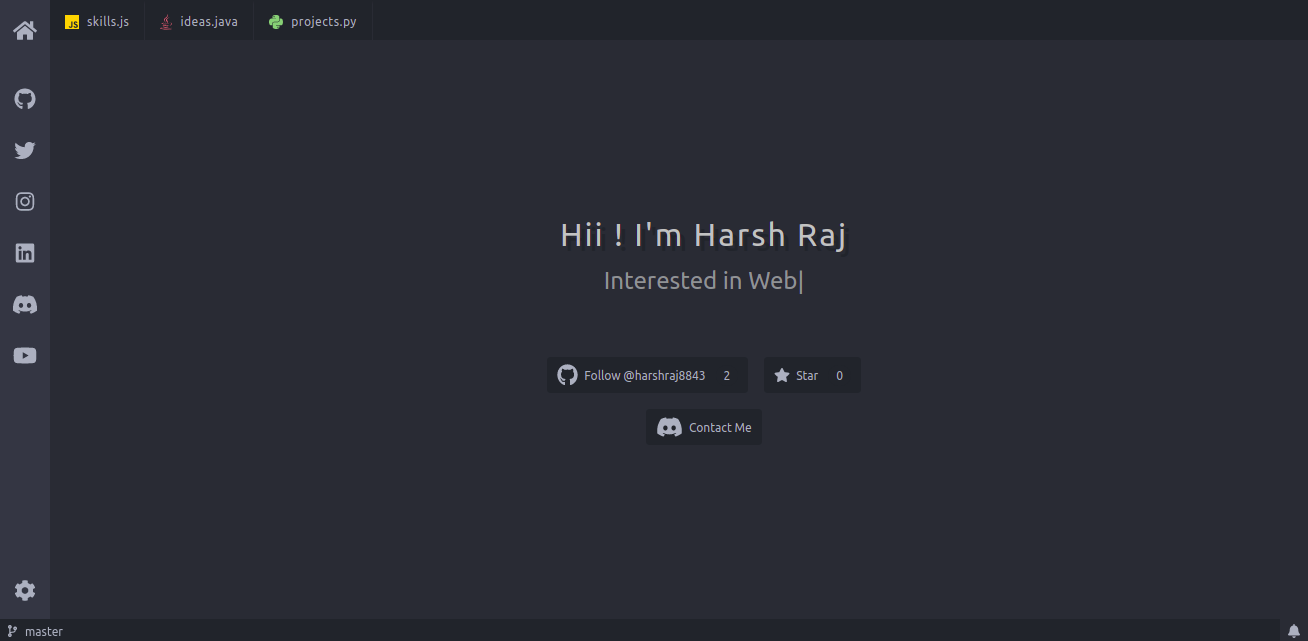 JS skills.js ideas.java projects.py
Hii ! I'm Harsh Raj
Interested in Web|
Follow @harshraj8843 2 Star 0
Contact Me
master